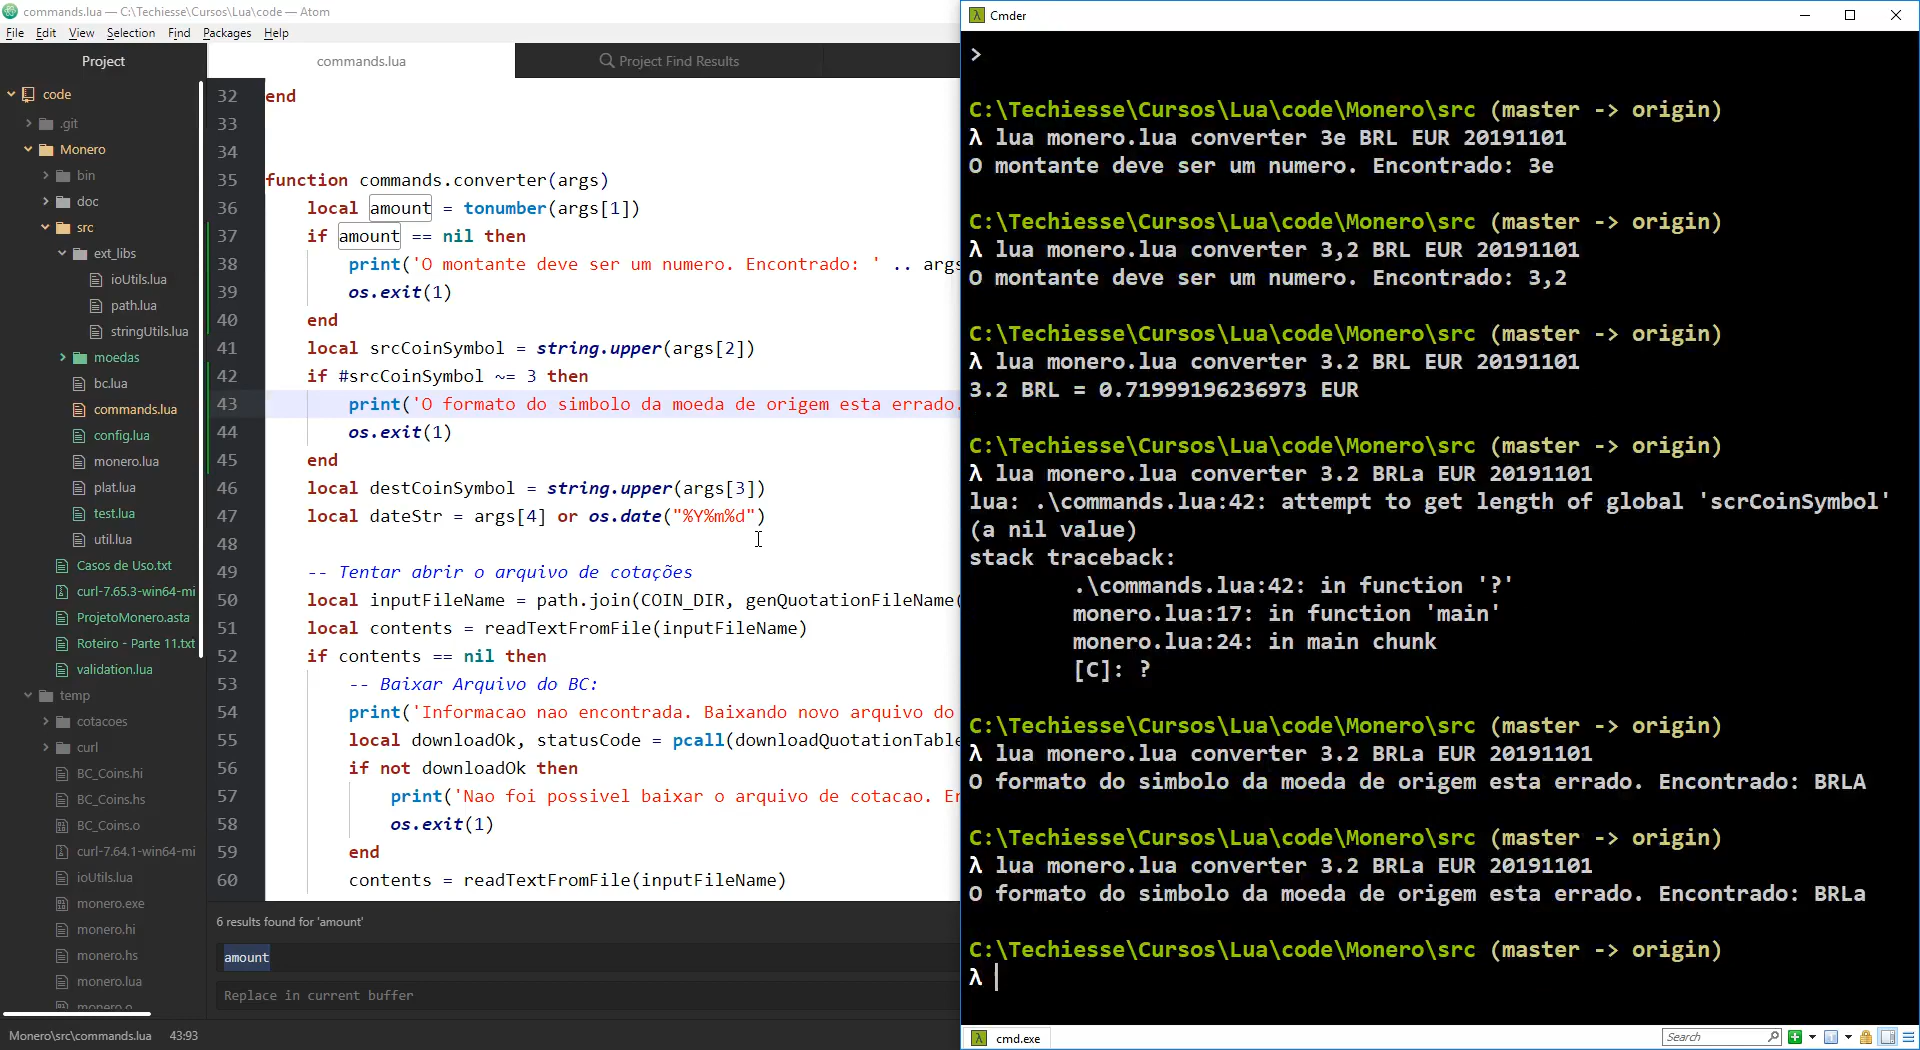 commands.lua — C:\Techiesse\Cursos\Lua\code — Atom
File Edit View Selection Find Packages Help
Project
code
.git
Monero
bin
doc
src
ext_libs
ioUtils.lua
path.lua
stringUtils.lua
moedas
bc.lua
commands.lua
config.lua
monero.lua
plat.lua
test.lua
util.lua
Casos de Uso.txt
curl-7.65.3-win64-mi
ProjetoMonero.asta
Roteiro - Parte 11.txt
validation.lua
temp
cotacoes
curl
BC_Coins.hi
BC_Coins.hs
BC_Coins.o
curl-7.64.1-win64-mi
ioUtils.lua
monero.exe
monero.hi
monero.hs
monero.lua
monero.o
commands.lua
Project Find Results
32 end
33
34
35 function commands.converter(args)
36 local amount = tonumber(args[1])
37 if amount == nil then
38 print('O montante deve ser um numero. Encontrado: ' .. args
39 os.exit(1)
40 end
41 local srcCoinSymbol = string.upper(args[2])
42 if #srcCoinSymbol ~= 3 then
43 print('O formato do simbolo da moeda de origem esta errado.
44 os.exit(1)
45 end
46 local destCoinSymbol = string.upper(args[3])
47 local dateStr = args[4] or os.date("%Y%m%d")
48
49 -- Tentar abrir o arquivo de cotações
50 local inputFileName = path.join(COIN_DIR, genQuotationFileName(
51 local contents = readTextFromFile(inputFileName)
52 if contents == nil then
53 -- Baixar Arquivo do BC:
54 print('Informacao nao encontrada. Baixando novo arquivo do
55 local downloadOk, statusCode = pcall(downloadQuotationTable
56 if not downloadOk then
57 print('Nao foi possivel baixar o arquivo de cotacao. Er
58 os.exit(1)
59 end
60 contents = readTextFromFile(inputFileName)
6 results found for 'amount'
amount
Replace in current buffer
Monero\src\commands.lua 43:93
λ Cmder
>
C:\Techiesse\Cursos\Lua\code\Monero\src (master -> origin)
λ lua monero.lua converter 3e BRL EUR 20191101
O montante deve ser um numero. Encontrado: 3e
C:\Techiesse\Cursos\Lua\code\Monero\src (master -> origin)
λ lua monero.lua converter 3,2 BRL EUR 20191101
O montante deve ser um numero. Encontrado: 3,2
C:\Techiesse\Cursos\Lua\code\Monero\src (master -> origin)
λ lua monero.lua converter 3.2 BRL EUR 20191101
3.2 BRL = 0.71999196236973 EUR
C:\Techiesse\Cursos\Lua\code\Monero\src (master -> origin)
λ lua monero.lua converter 3.2 BRLa EUR 20191101
lua: .\commands.lua:42: attempt to get length of global 'scrCoinSymbol'
(a nil value)
stack traceback:
.\commands.lua:42: in function '?'
monero.lua:17: in function 'main'
monero.lua:24: in main chunk
[C]: ?
C:\Techiesse\Cursos\Lua\code\Monero\src (master -> origin)
λ lua monero.lua converter 3.2 BRLa EUR 20191101
O formato do simbolo da moeda de origem esta errado. Encontrado: BRLA
C:\Techiesse\Cursos\Lua\code\Monero\src (master -> origin)
λ lua monero.lua converter 3.2 BRLa EUR 20191101
O formato do simbolo da moeda de origem esta errado. Encontrado: BRLa
C:\Techiesse\Cursos\Lua\code\Monero\src (master -> origin)
λ
λ cmd.exe
Search